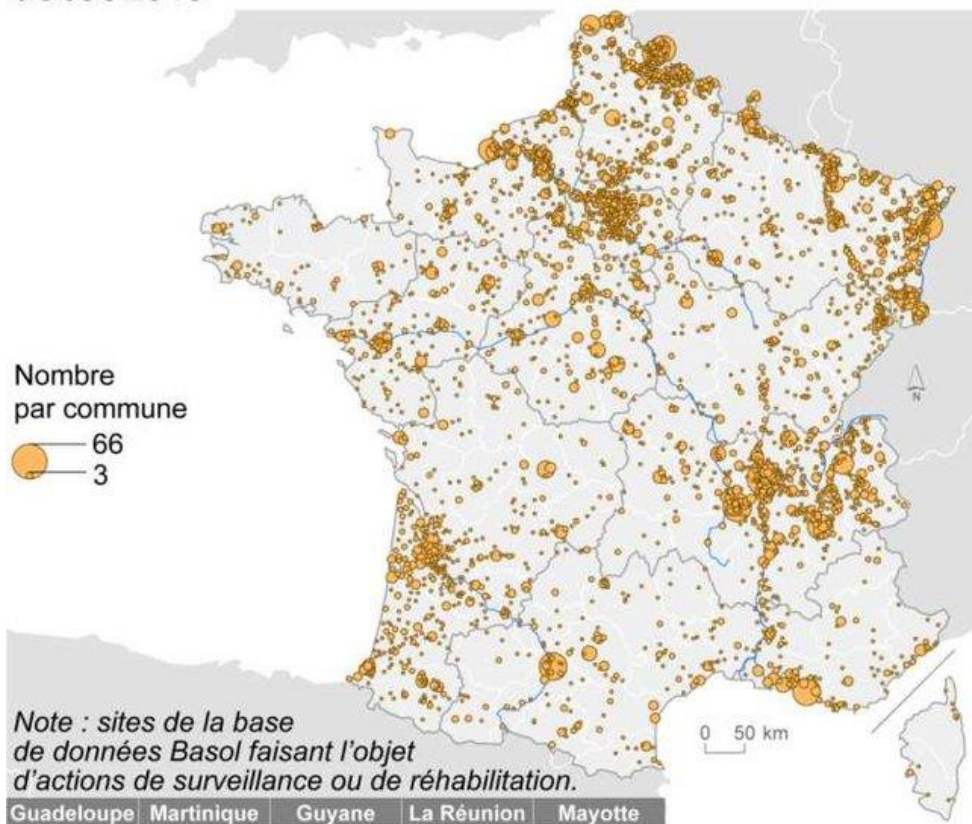 Nombre
par commune
66
3
N
0 50 km
Note : sites de la base
de données Basol faisant l'objet
d'actions de surveillance ou de réhabilitation.
Guadeloupe Martinique Guyane La Réunion Mayotte